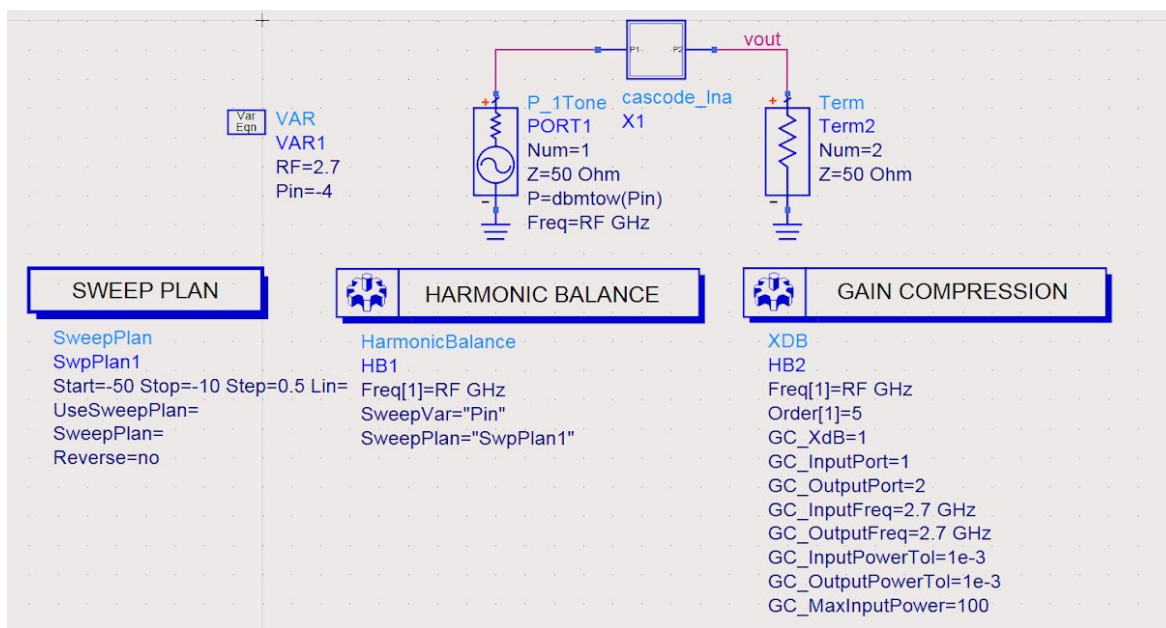 vout
P1
P2
cascode_lna
X1
Var
Eqn
VAR
VAR1
RF=2.7
Pin=-4
+
P_1Tone
PORT1
Num=1
Z=50 Ohm
P=dbmtow(Pin)
Freq=RF GHz
-
+
Term
Term2
Num=2
Z=50 Ohm
-
SWEEP PLAN
SweepPlan
SwpPlan1
Start=-50 Stop=-10 Step=0.5 Lin=
UseSweepPlan=
SweepPlan=
Reverse=no
HARMONIC BALANCE
HarmonicBalance
HB1
Freq[1]=RF GHz
SweepVar="Pin"
SweepPlan="SwpPlan1"
GAIN COMPRESSION
XDB
HB2
Freq[1]=RF GHz
Order[1]=5
GC_XdB=1
GC_InputPort=1
GC_OutputPort=2
GC_InputFreq=2.7 GHz
GC_OutputFreq=2.7 GHz
GC_InputPowerTol=1e-3
GC_OutputPowerTol=1e-3
GC_MaxInputPower=100